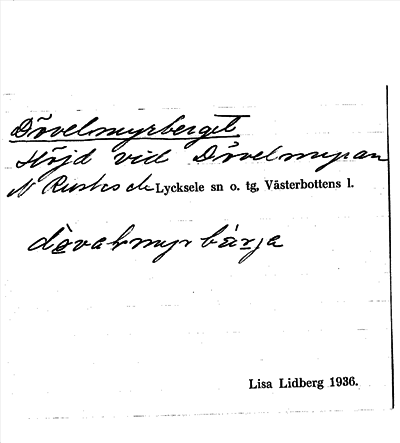 Dövelmyrberget
Höjd vid Dövelmyran
N Rusksele Lycksele sn o. tg, Västerbottens l.
dövalmyrbärja
Lisa Lidberg 1936.